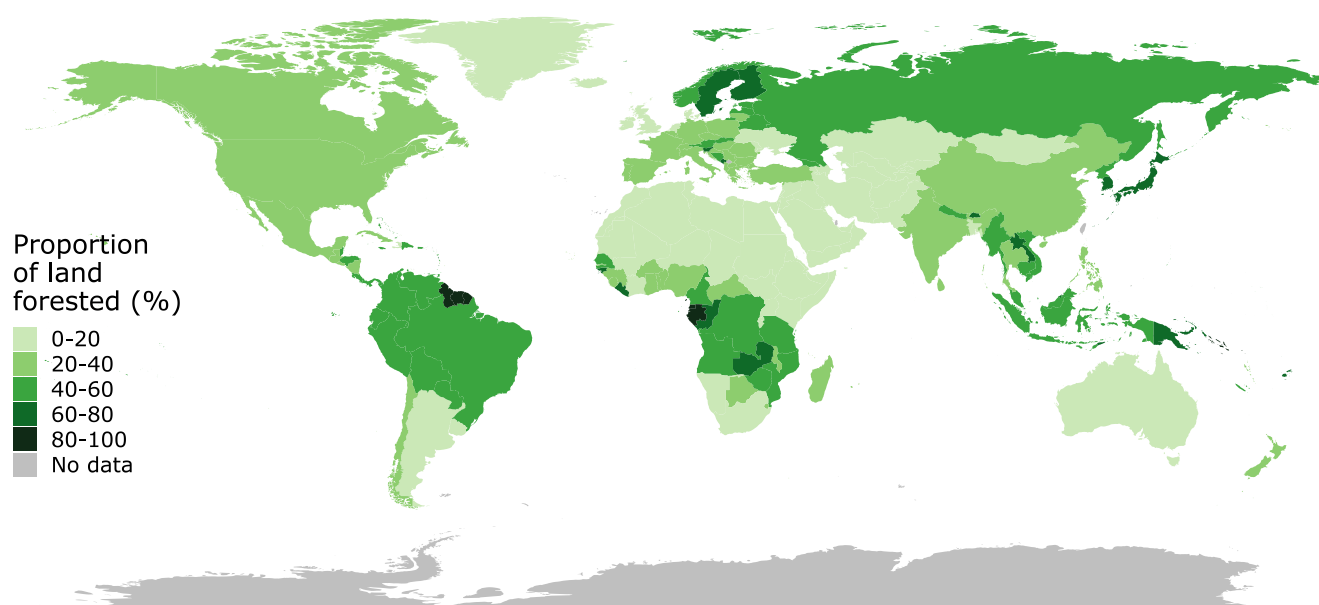 Proportion
of land
forested (%)
0-20
20-40
40-60
60-80
80-100
No data